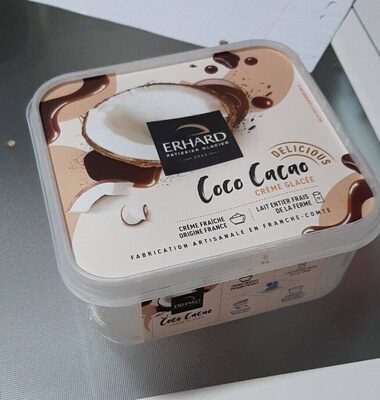 ERHARD
PATISSIER GLACIER
DELICIOUS
Coco Cacao
CRÈME GLACÉE
CRÈME FRAÎCHE
ORIGINE FRANCE
LAIT ENTIER FRAIS
DE LA FERME
FABRICATION ARTISANALE EN FRANCHE-COMTÉ
ERHARD
Coco Cacao